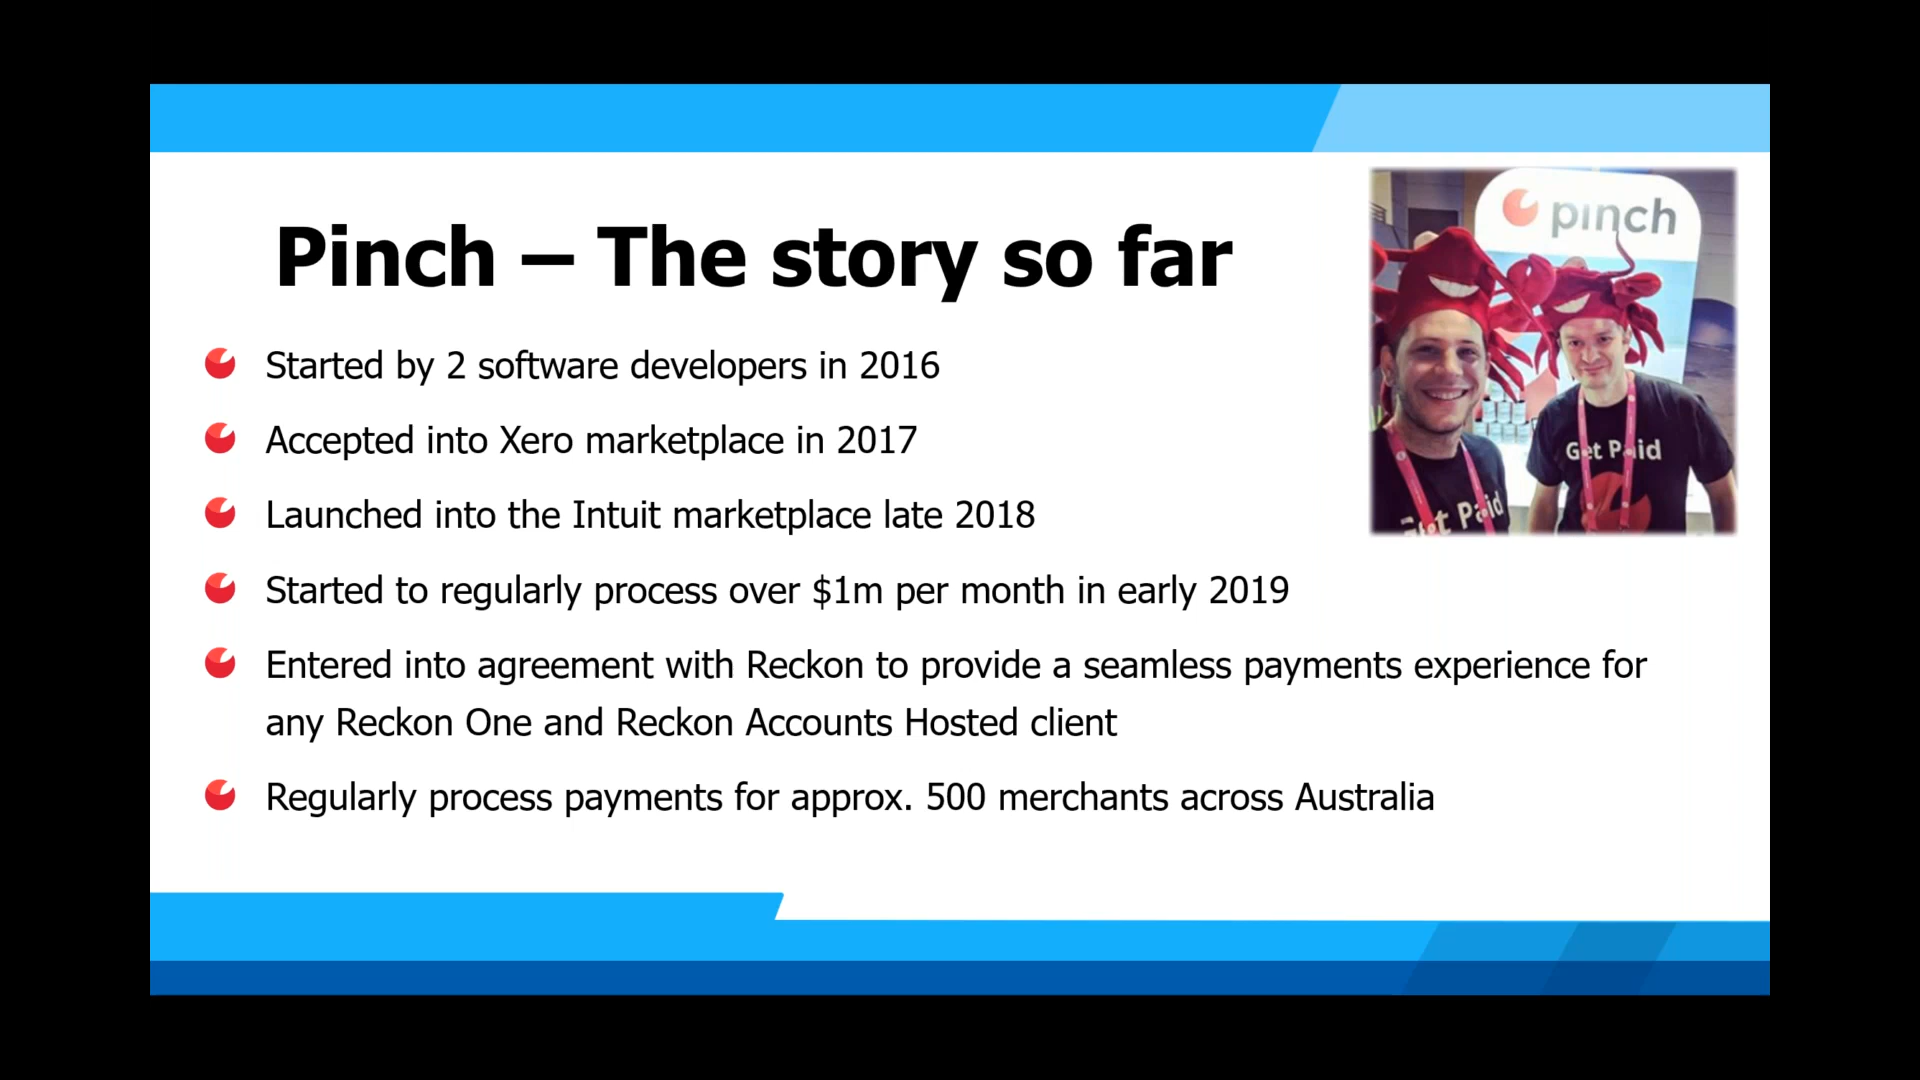 pinch
Get Paid
Get Paid
Pinch – The story so far
Started by 2 software developers in 2016
Accepted into Xero marketplace in 2017
Launched into the Intuit marketplace late 2018
Started to regularly process over $1m per month in early 2019
Entered into agreement with Reckon to provide a seamless payments experience for
any Reckon One and Reckon Accounts Hosted client
Regularly process payments for approx. 500 merchants across Australia